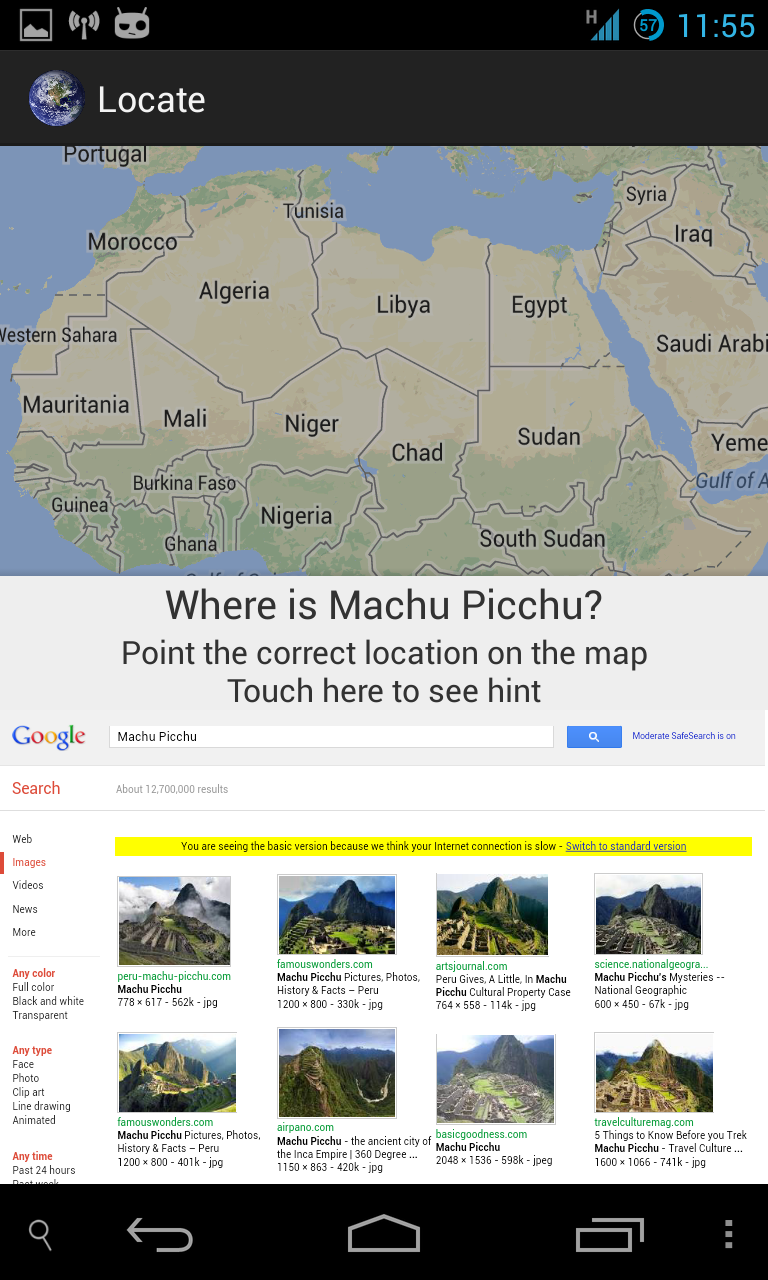 H 57 11:55
Locate
Portugal
Syria
Tunisia
Iraq
Morocco
Algeria
Libya
Egypt
Western Sahara
Saudi Arabi
Mauritania
Mali
Niger
Sudan
Chad
Yeme
Gulf of A
Burkina Faso
Guinea
Nigeria
Ghana
South Sudan
Where is Machu Picchu?
Point the correct location on the map
Touch here to see hint
Google Machu Picchu Moderate SafeSearch is on
Search About 12,700,000 results
Web
Images
Videos
News
More
Any color
Full color
Black and white
Transparent
Any type
Face
Photo
Clip art
Line drawing
Animated
Any time
Past 24 hours
Past week
You are seeing the basic version because we think your Internet connection is slow - Switch to standard version
peru-machu-picchu.com
Machu Picchu
778 × 617 - 562k - jpg
famouswonders.com
Machu Picchu Pictures, Photos,
History & Facts – Peru
1200 × 800 - 330k - jpg
artsjournal.com
Peru Gives, A Little, In Machu
Picchu Cultural Property Case
764 × 558 - 114k - jpg
science.nationalgeogra...
Machu Picchu's Mysteries --
National Geographic
600 × 450 - 67k - jpg
famouswonders.com
Machu Picchu Pictures, Photos,
History & Facts – Peru
1200 × 800 - 401k - jpg
airpano.com
Machu Picchu - the ancient city of
the Inca Empire | 360 Degree ...
1150 × 863 - 420k - jpg
basicgoodness.com
Machu Picchu
2048 × 1536 - 598k - jpeg
travelculturemag.com
5 Things to Know Before you Trek
Machu Picchu - Travel Culture ...
1600 × 1066 - 741k - jpg